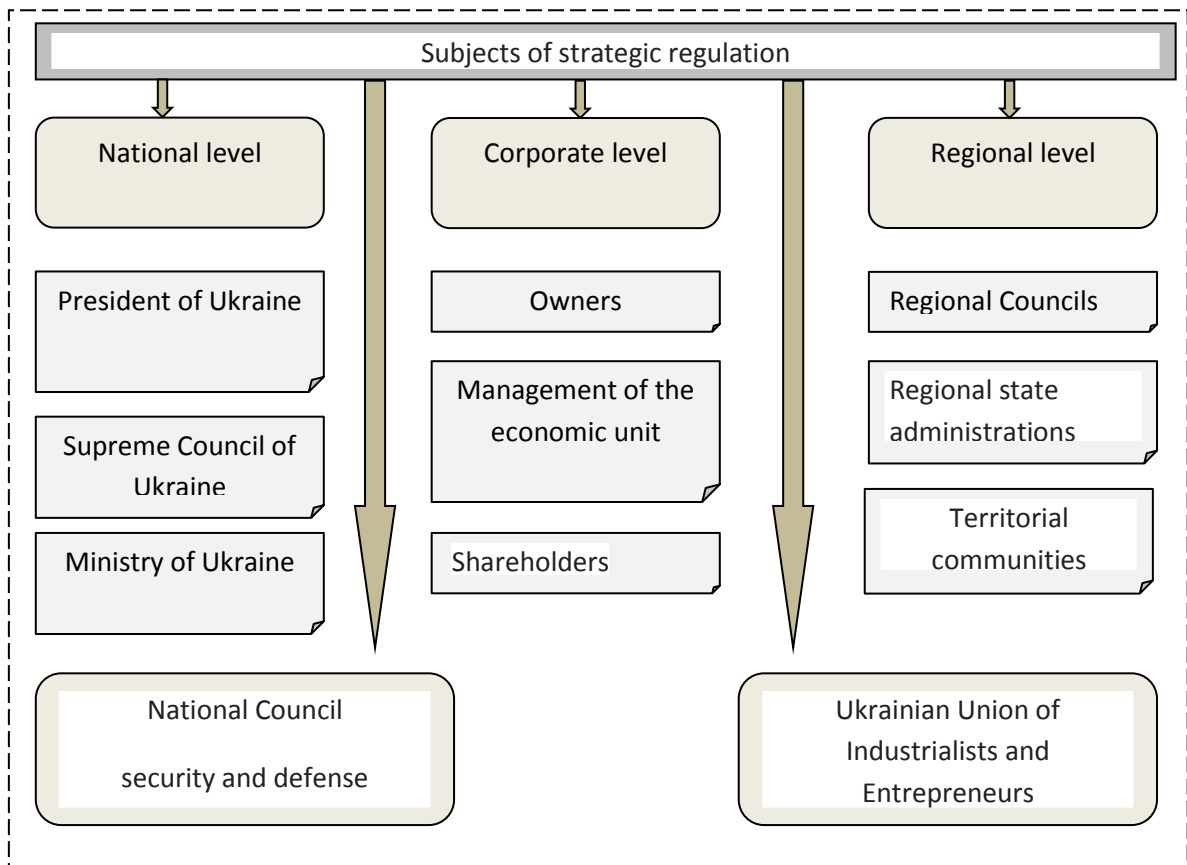 Subjects of strategic regulation
National level
Corporate level
Regional level
President of Ukraine
Supreme Council of
Ukraine
Ministry of Ukraine
Owners
Management of the
economic unit
Shareholders
Regional Councils
Regional state
administrations
Territorial
communities
National Council
security and defense
Ukrainian Union of
Industrialists and
Entrepreneurs